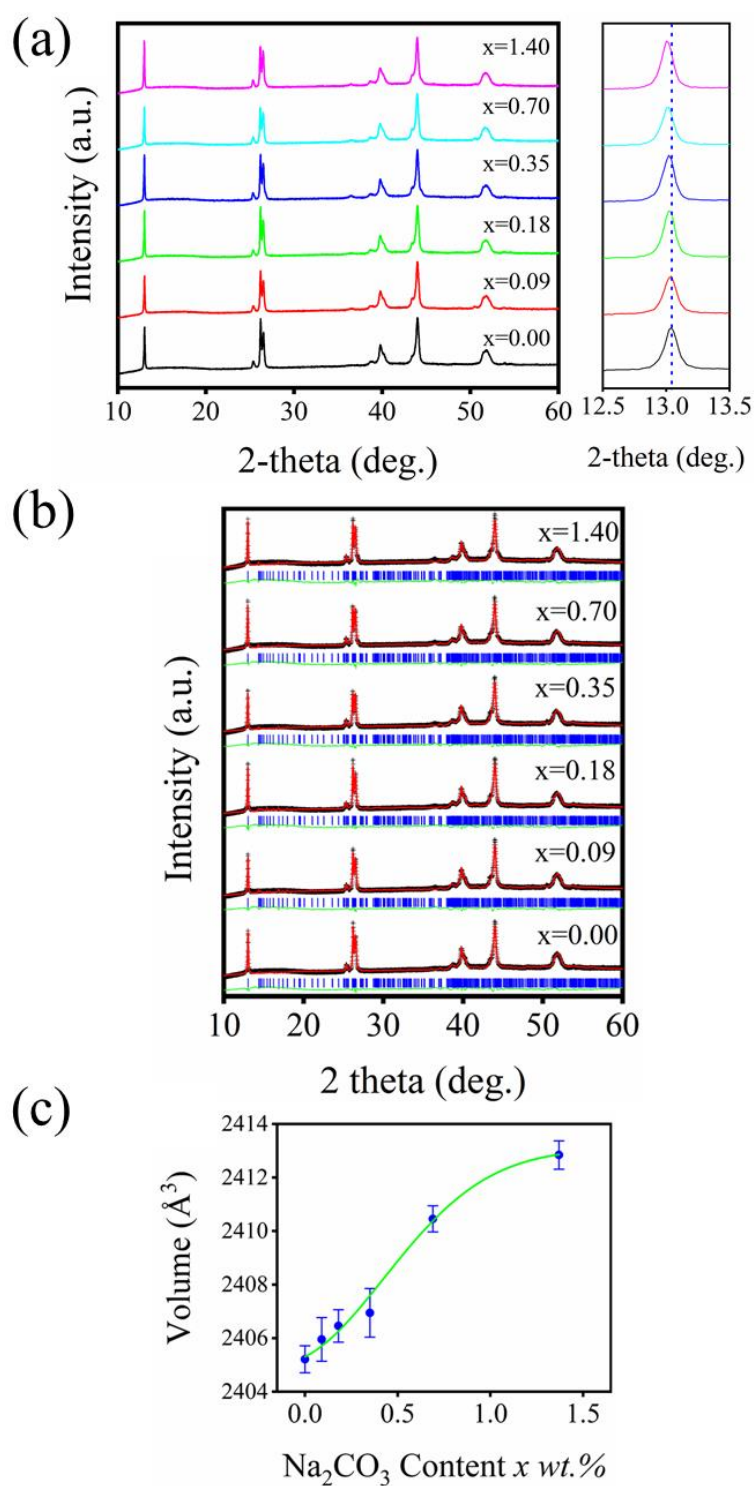 (a)
Intensity (a.u.)
x=1.40
x=0.70
x=0.35
x=0.18
x=0.09
x=0.00
10 20 30 40 50 60
2-theta (deg.)
12.5 13.0 13.5
2-theta (deg.)
(b)
Intensity (a.u.)
x=1.40
x=0.70
x=0.35
x=0.18
x=0.09
x=0.00
10 20 30 40 50 60
2 theta (deg.)
(c)
Volume (Å³)
2414
2412
2410
2408
2406
2404
0.0 0.5 1.0 1.5
Na₂CO₃ Content x wt.%